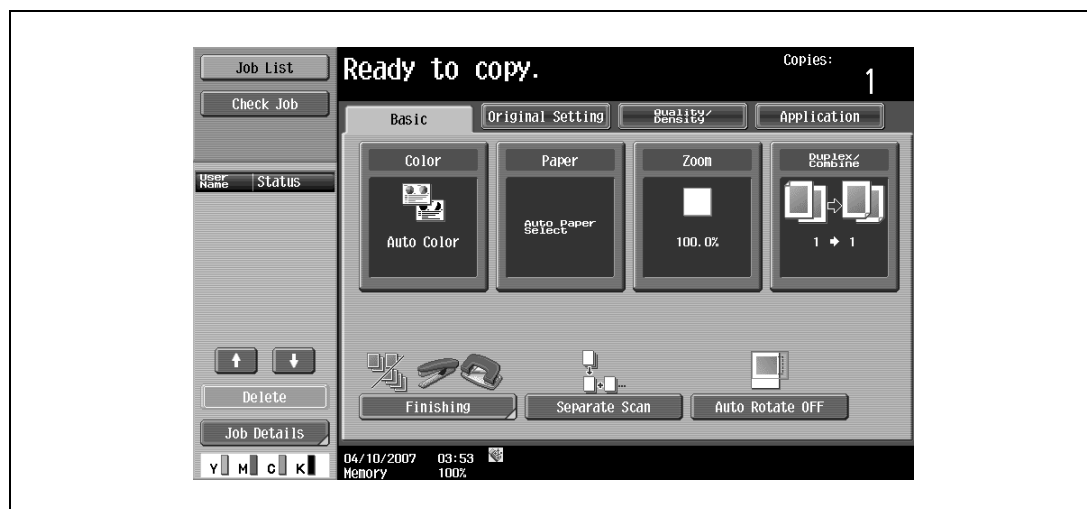 Job List
Check Job
User Name
Status
Delete
Job Details
Y M C K
Ready to copy.
Copies:
1
Basic
Original Setting
Quality/
Density
Application
Color
Auto Color
Paper
Auto Paper
Select
Zoom
100.0%
Duplex/
Combine
1 → 1
Finishing
Separate Scan
Auto Rotate OFF
04/10/2007 03:53
Memory 100%